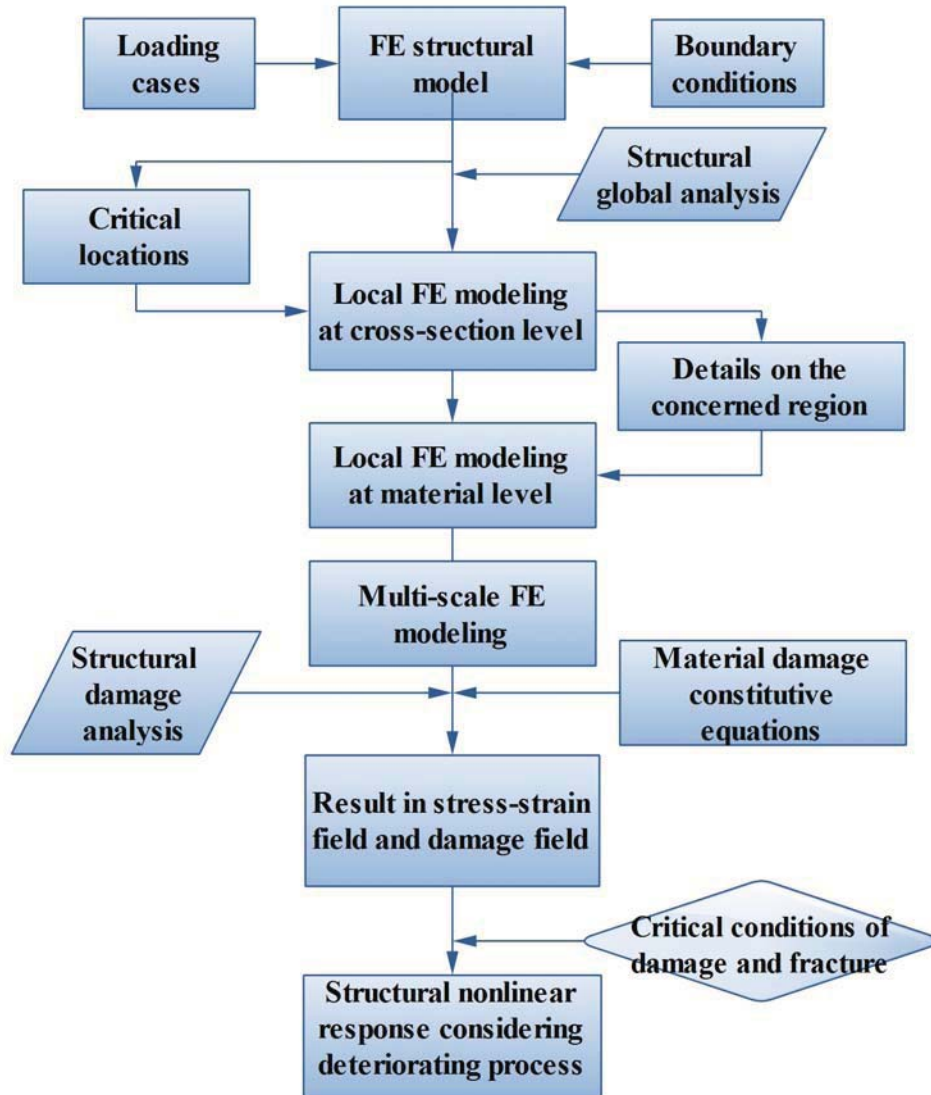 Loading
cases
FE structural
model
Boundary
conditions
Structural
global analysis
Critical
locations
Local FE modeling
at cross-section level
Details on the
concerned region
Local FE modeling
at material level
Multi-scale FE
modeling
Structural
damage
analysis
Material damage
constitutive
equations
Result in stress-strain
field and damage field
Critical conditions of
damage and fracture
Structural nonlinear
response considering
deteriorating process